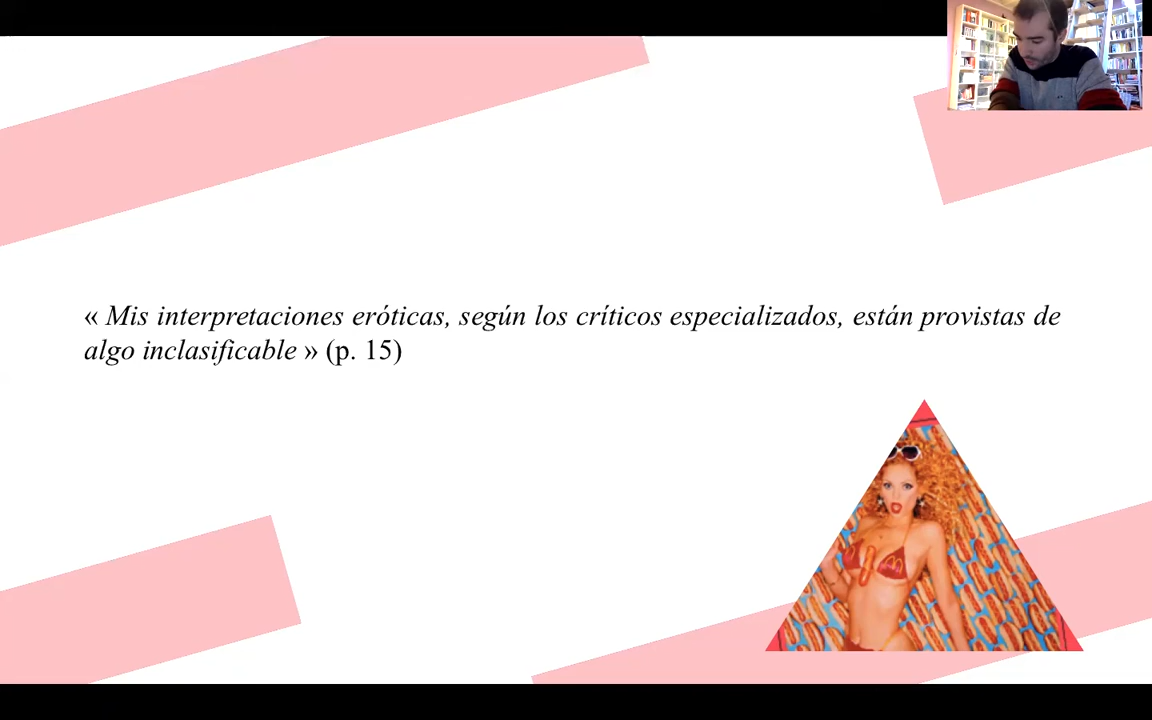 « Mis interpretaciones eróticas, según los críticos especializados, están provistas de
algo inclasificable » (p. 15)